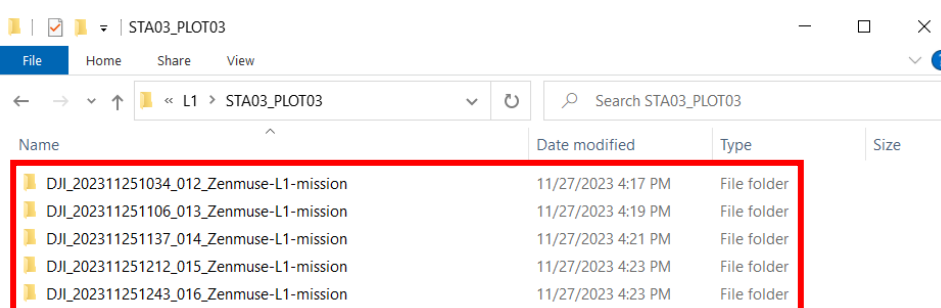 STA03_PLOT03
File Home Share View
« L1 > STA03_PLOT03 Search STA03_PLOT03
Name Date modified Type Size
DJI_202311251034_012_Zenmuse-L1-mission 11/27/2023 4:17 PM File folder
DJI_202311251106_013_Zenmuse-L1-mission 11/27/2023 4:19 PM File folder
DJI_202311251137_014_Zenmuse-L1-mission 11/27/2023 4:21 PM File folder
DJI_202311251212_015_Zenmuse-L1-mission 11/27/2023 4:23 PM File folder
DJI_202311251243_016_Zenmuse-L1-mission 11/27/2023 4:23 PM File folder